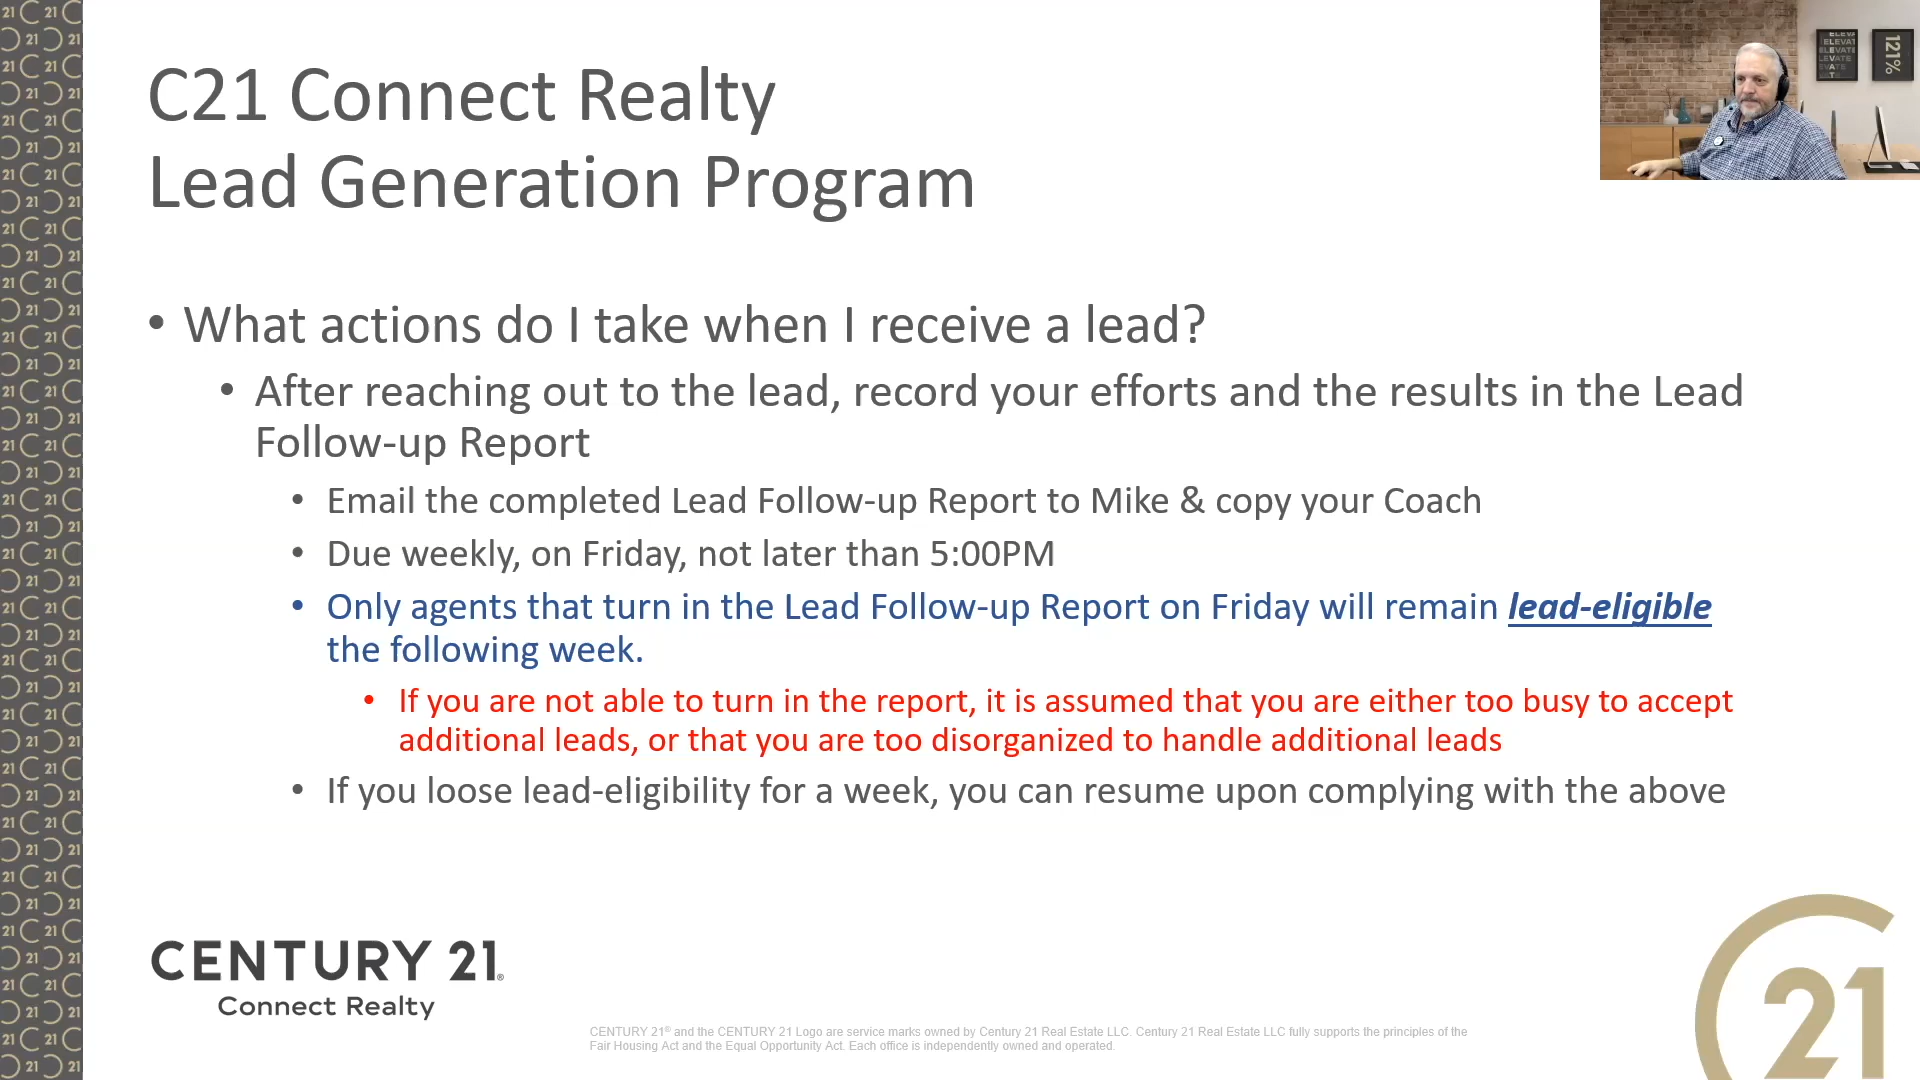 C21 Connect Realty
Lead Generation Program
• What actions do I take when I receive a lead?
• After reaching out to the lead, record your efforts and the results in the Lead
Follow-up Report
• Email the completed Lead Follow-up Report to Mike & copy your Coach
• Due weekly, on Friday, not later than 5:00PM
• Only agents that turn in the Lead Follow-up Report on Friday will remain lead-eligible
the following week.
• If you are not able to turn in the report, it is assumed that you are either too busy to accept
additional leads, or that you are too disorganized to handle additional leads
• If you loose lead-eligibility for a week, you can resume upon complying with the above
CENTURY 21®
Connect Realty
CENTURY 21® and the CENTURY 21 Logo are service marks owned by Century 21 Real Estate LLC. Century 21 Real Estate LLC fully supports the principles of the
Fair Housing Act and the Equal Opportunity Act. Each office is independently owned and operated.
C21
121%